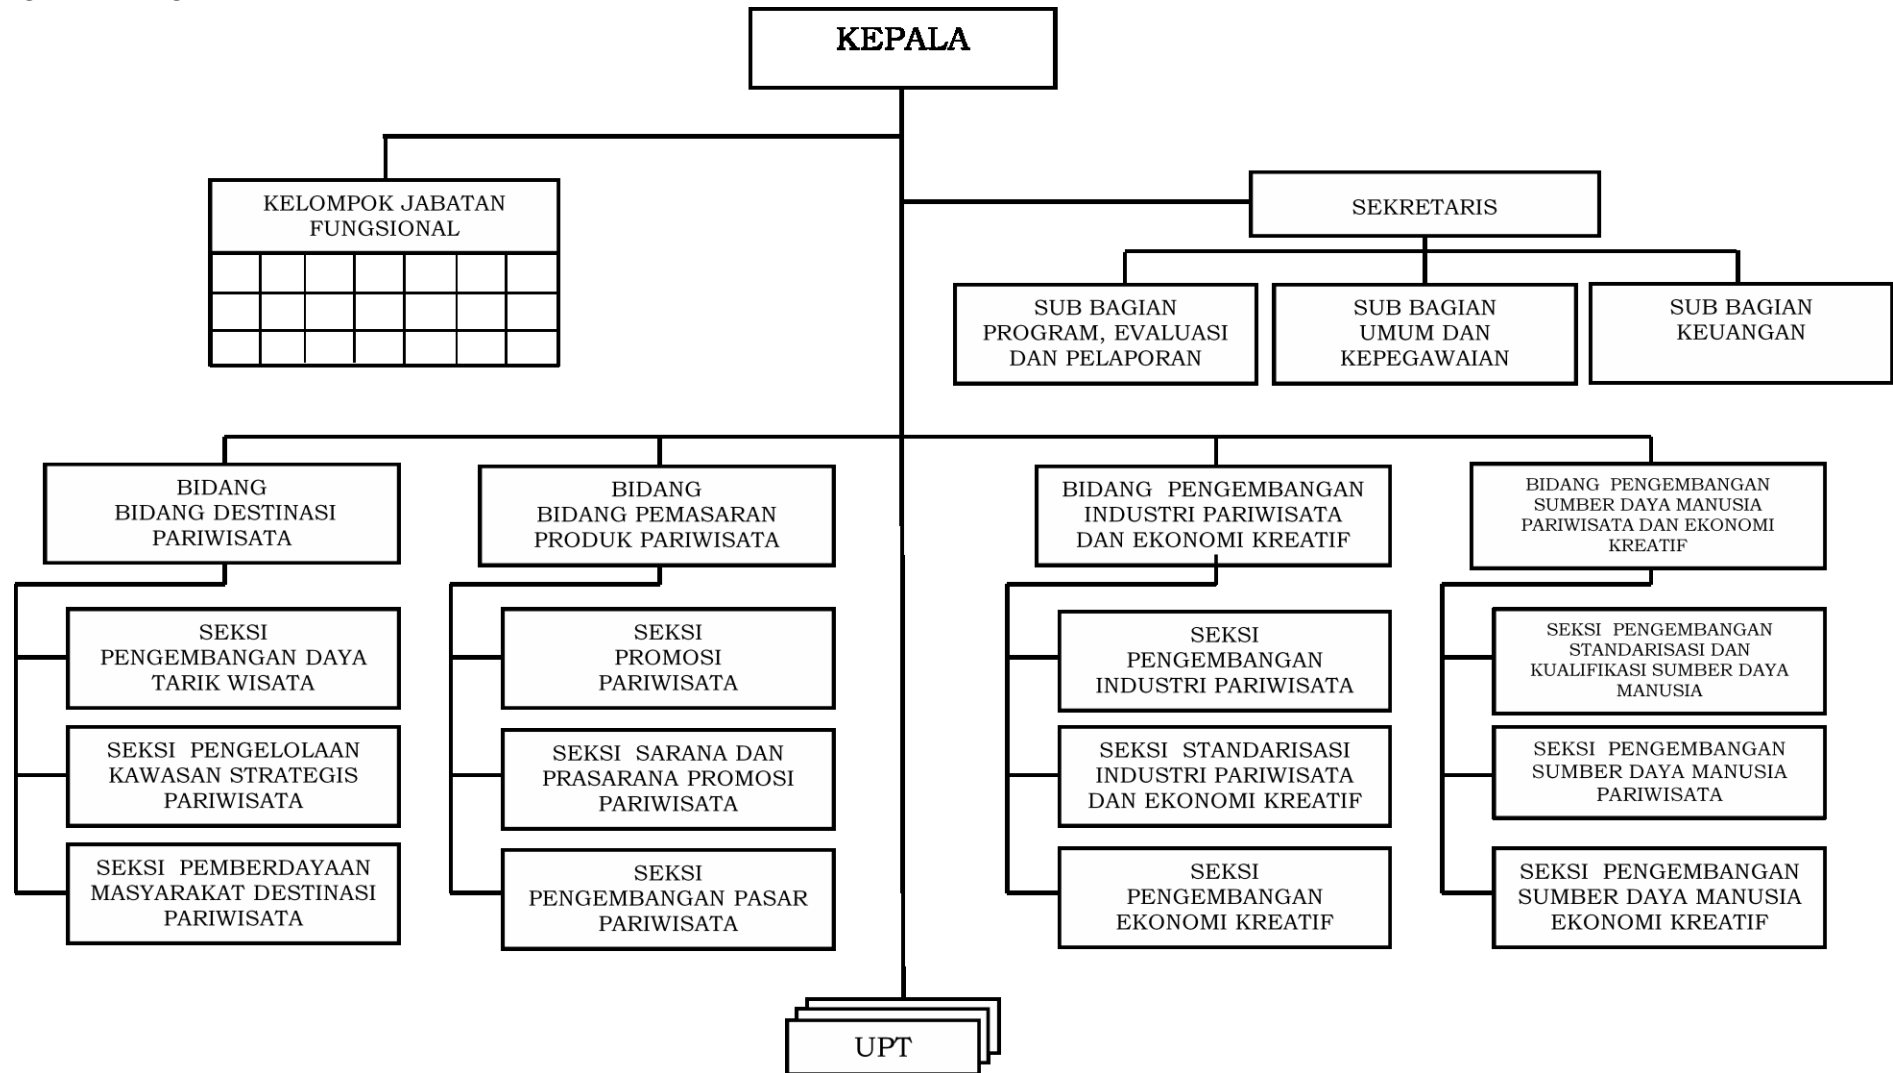 KEPALA
KELOMPOK JABATAN
FUNGSIONAL
SEKRETARIS
SUB BAGIAN
PROGRAM, EVALUASI
DAN PELAPORAN
SUB BAGIAN
UMUM DAN
KEPEGAWAIAN
SUB BAGIAN
KEUANGAN
BIDANG
BIDANG DESTINASI
PARIWISATA
BIDANG
BIDANG PEMASARAN
PRODUK PARIWISATA
BIDANG PENGEMBANGAN
INDUSTRI PARIWISATA
DAN EKONOMI KREATIF
BIDANG PENGEMBANGAN
SUMBER DAYA MANUSIA
PARIWISATA DAN EKONOMI
KREATIF
SEKSI
PENGEMBANGAN DAYA
TARIK WISATA
SEKSI PENGELOLAAN
KAWASAN STRATEGIS
PARIWISATA
SEKSI PEMBERDAYAAN
MASYARAKAT DESTINASI
PARIWISATA
SEKSI
PROMOSI
PARIWISATA
SEKSI SARANA DAN
PRASARANA PROMOSI
PARIWISATA
SEKSI
PENGEMBANGAN PASAR
PARIWISATA
SEKSI
PENGEMBANGAN
INDUSTRI PARIWISATA
SEKSI STANDARISASI
INDUSTRI PARIWISATA
DAN EKONOMI KREATIF
SEKSI
PENGEMBANGAN
EKONOMI KREATIF
SEKSI PENGEMBANGAN
STANDARISASI DAN
KUALIFIKASI SUMBER DAYA
MANUSIA
SEKSI PENGEMBANGAN
SUMBER DAYA MANUSIA
PARIWISATA
SEKSI PENGEMBANGAN
SUMBER DAYA MANUSIA
EKONOMI KREATIF
UPT